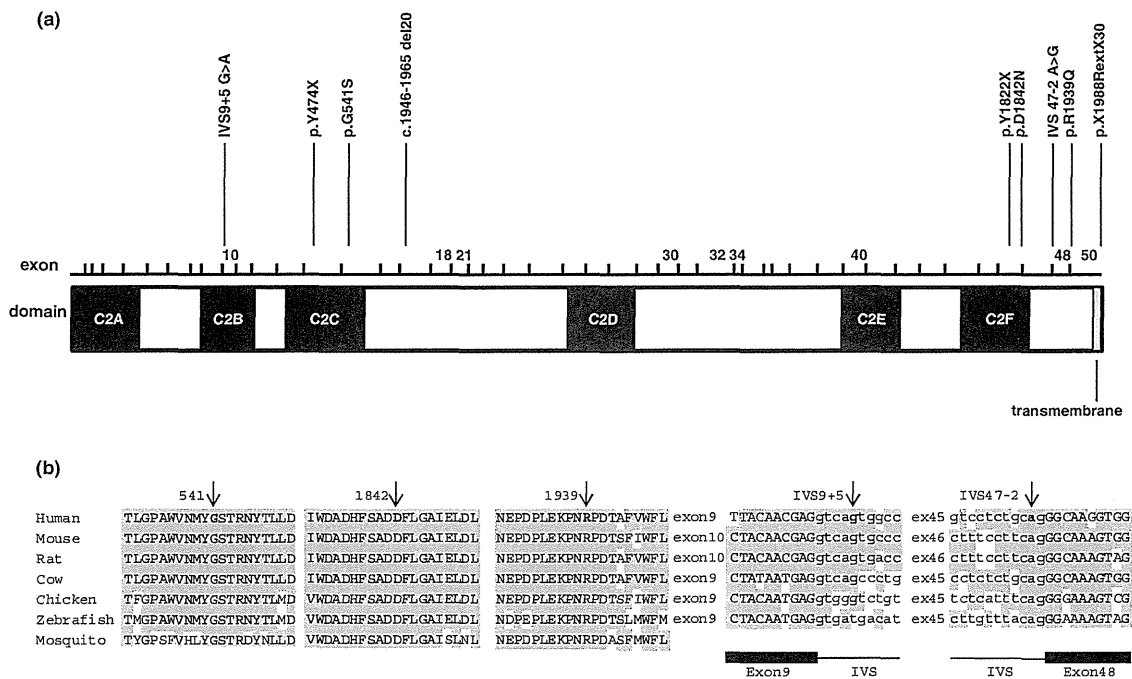 (a)
IVS9+5 G>A
p.Y474X
p.G541S
c.1946-1965 del20
p.Y1822X
p.D1842N
IVS 47-2 A>G
p.R1939Q
p.X1988RextX30
exon 10 18 21 30 32 34 40 48 50
domain C2A C2B C2C C2D C2E C2F
transmembrane
(b)
541 1842 1939 IVS9+5 IVS47-2
Human TLGPAWVNMYGSTRNYTLLD IWDADHFSADDFLGAIELDL NEPDPLEKPNRPDTAFVWFL exon9 TTACAACGAGgtcagtggcc ex45 gtcctctgcagGGCAAGGTGG
Mouse TLGPAWVNMYGSTRNYTLLD IWDADHFSADDFLGAIELDL NEPDPLEKPNRPDTSFIWFL exon10 CTACAACGAGgtcagtgccc ex46 ctttccttcagGGCAAAGTGG
Rat TLGPAWVNMYGSTRNYTLLD IWDADHFSADDFLGAIELDL NEPDPLEKPNRPDTAFVWFL exon10 CTACAACGAGgtcagtgacc ex46 cttcccttcagGGCAAAGTAG
Cow TLGPAWVNMYGSTRNYTLLD IWDADHFSADDFLGAIELDL NEPDPLEKPNRPDTAFVWFL exon9 CTATAATGAGgtcagccctg ex45 cctctctgcagGGCAAAGTGG
Chicken TFGPAWVNMYGSTRNYTLMD VWDADHFSADDFLGAIELDL NEPDPLEKPNRPDTSFIWFL exon9 CTACAACGAGgtgggtctgt ex45 tctcatttcagGGAAAGTCG
Zebrafish TMGPAWVNMYGSTRNYTLMD VWDADHFSADDFLGAIELDL NDPEPLEKPNRPDTSLMWFM exon9 CTACAATGAGgtgatgacat ex45 cttgtttacagGGAAAAGTAG
Mosquito TYGPSFVHLYGSTRDYNLLD VWDADHFSADDFLGAISLNL NEPDPLEKPNRPDASFMWFL
Exon9 IVS IVS Exon48